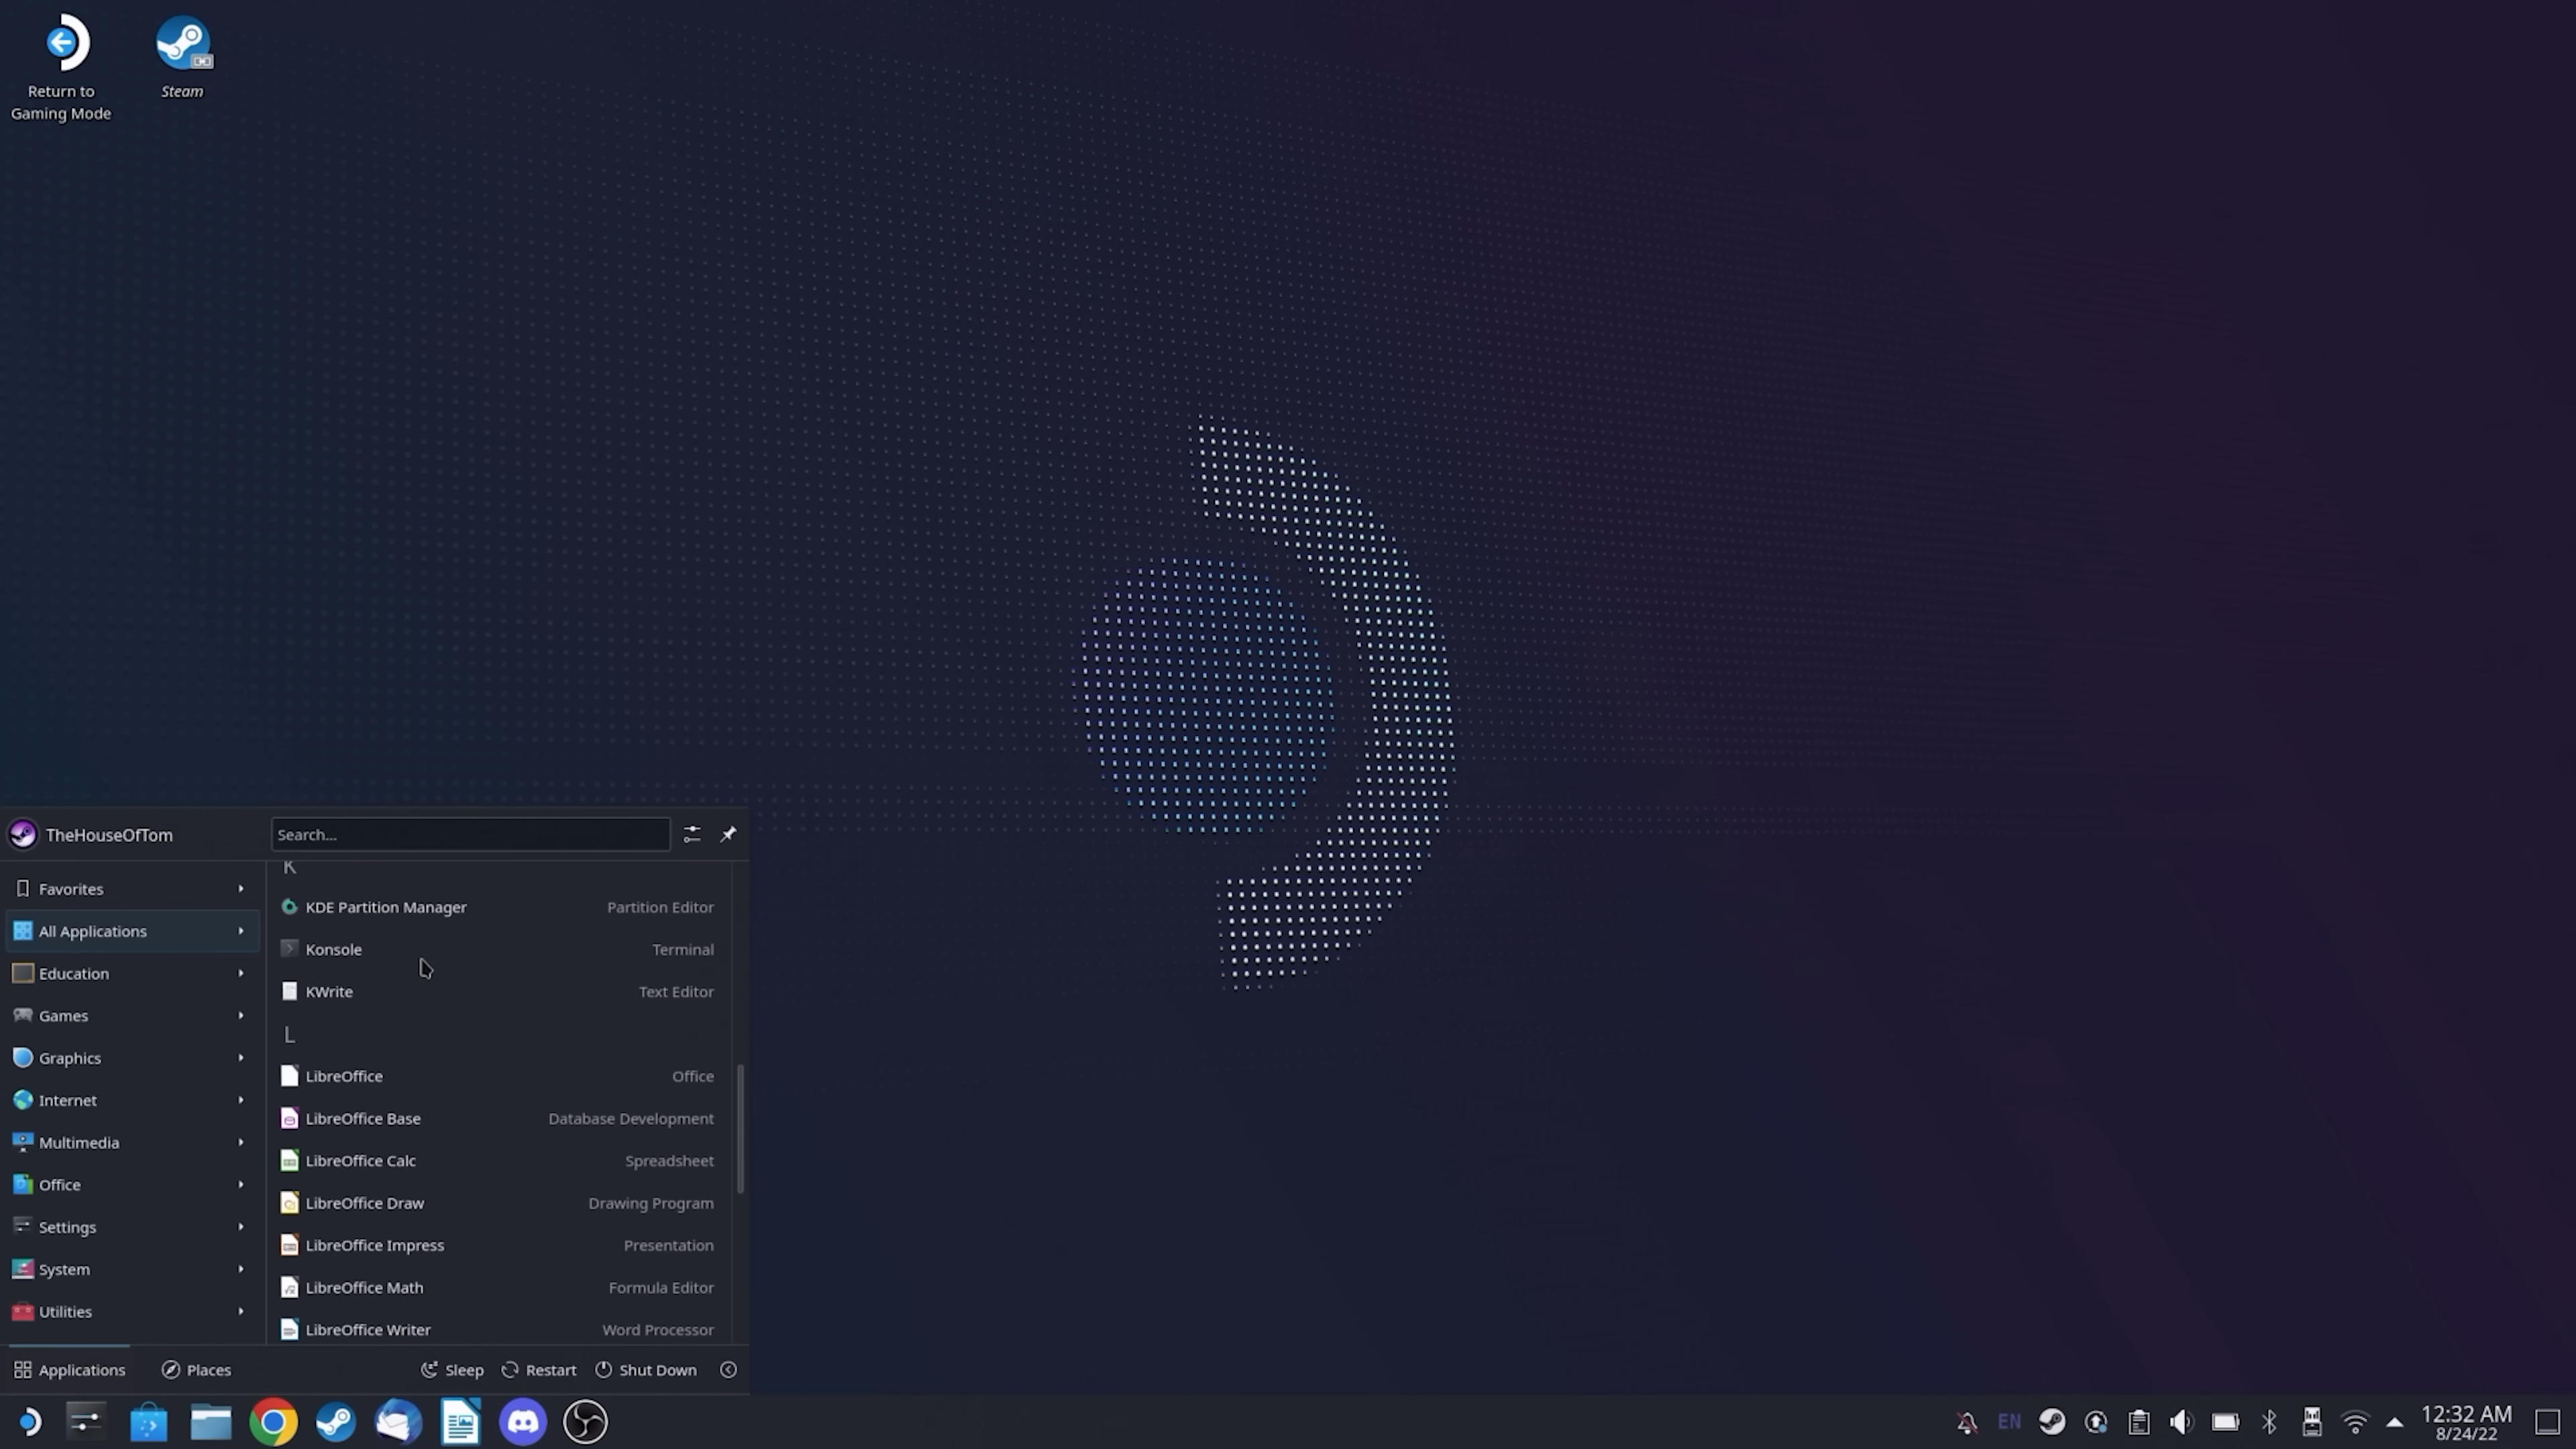 Return to
Gaming Mode
Steam
TheHouseOfTom
Search...
Favorites
All Applications
Education
Games
Graphics
Internet
Multimedia
Office
Settings
System
Utilities
K
KDE Partition Manager Partition Editor
Konsole Terminal
KWrite Text Editor
L
LibreOffice Office
LibreOffice Base Database Development
LibreOffice Calc Spreadsheet
LibreOffice Draw Drawing Program
LibreOffice Impress Presentation
LibreOffice Math Formula Editor
LibreOffice Writer Word Processor
Applications Places Sleep Restart Shut Down
EN 12:32 AM
8/24/22